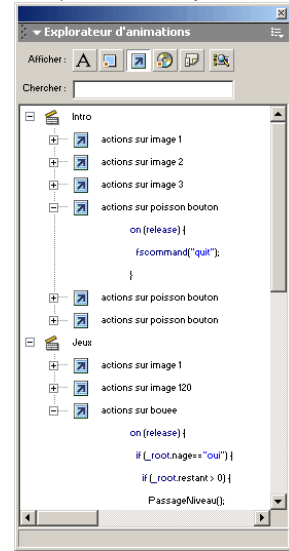 Explorateur d'animations
Afficher :
A
Chercher :
Intro
actions sur image 1
actions sur image 2
actions sur image 3
actions sur poisson bouton
on (release) {
fscommand("quit");
}
actions sur poisson bouton
actions sur poisson bouton
Jeux
actions sur image 1
actions sur image 120
actions sur bouee
on (release) {
if (_root.nage=="oui") {
if (_root.restant > 0) {
PassageNiveau();